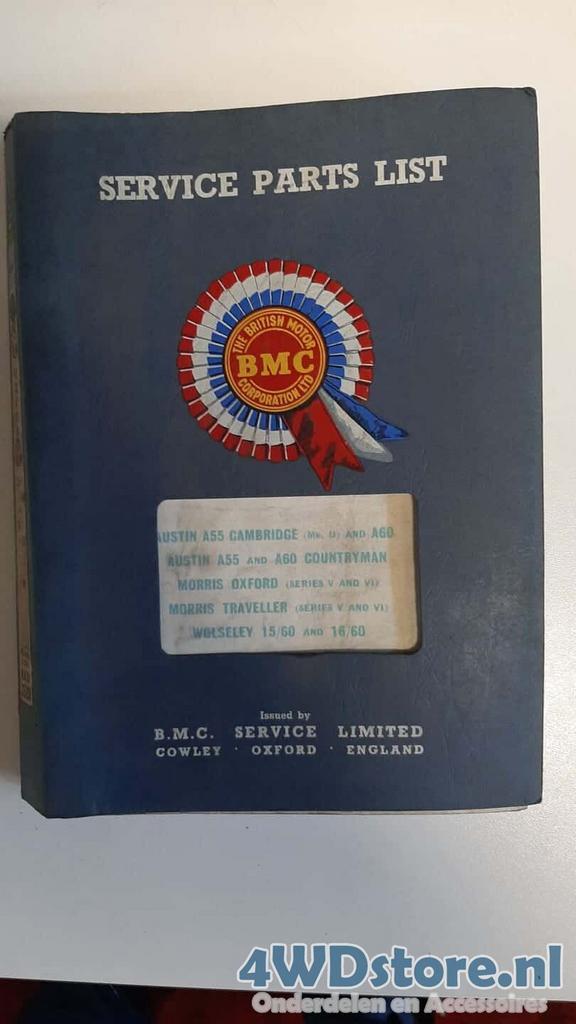 SERVICE PARTS LIST
THE BRITISH MOTOR
BMC
CORPORATION LTD
AUSTIN A55 CAMBRIDGE (Mk. II) AND A60
AUSTIN A55 AND A60 COUNTRYMAN
MORRIS OXFORD (SERIES V AND VI)
MORRIS TRAVELLER (SERIES V AND VI)
WOLSELEY 15/60 AND 16/60
Issued by
B.M.C. SERVICE LIMITED
COWLEY · OXFORD · ENGLAND
4WDstore.nl
Onderdelen en Accessoires